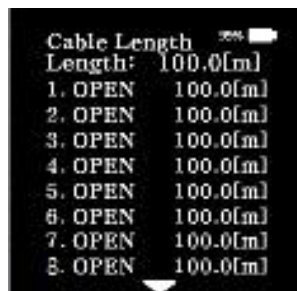 Cable Length
Length: 100.0[m]
1. OPEN 100.0[m]
2. OPEN 100.0[m]
3. OPEN 100.0[m]
4. OPEN 100.0[m]
5. OPEN 100.0[m]
6. OPEN 100.0[m]
7. OPEN 100.0[m]
8. OPEN 100.0[m]